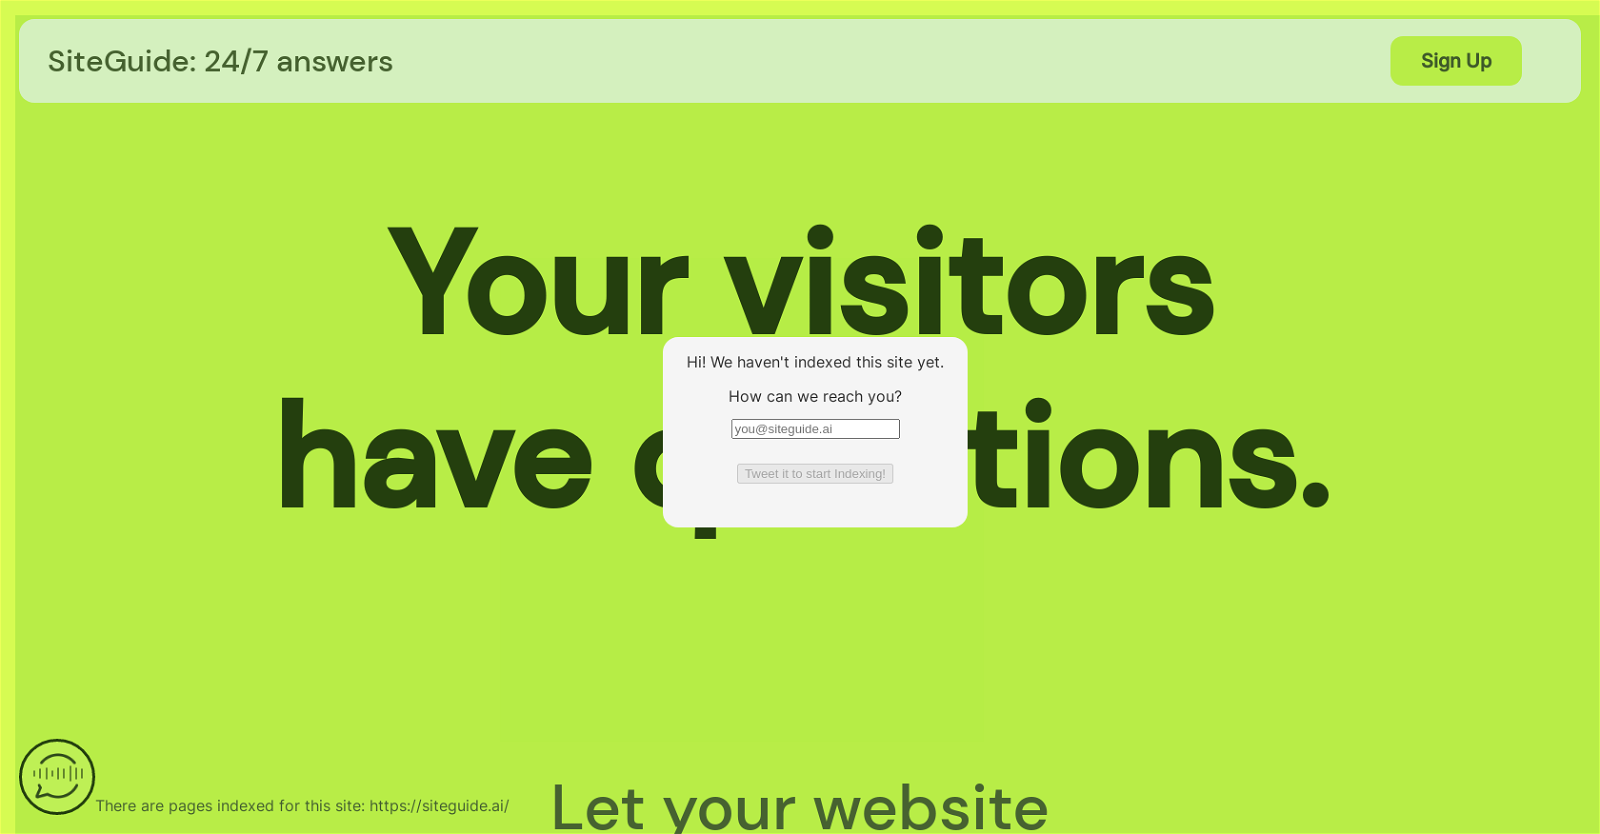 SiteGuide: 24/7 answers
Sign Up
Your visitors
have tions.
Hi! We haven't indexed this site yet.
How can we reach you?
you@siteguide.ai
Tweet it to start Indexing!
There are pages indexed for this site: https://siteguide.ai/
Let your website